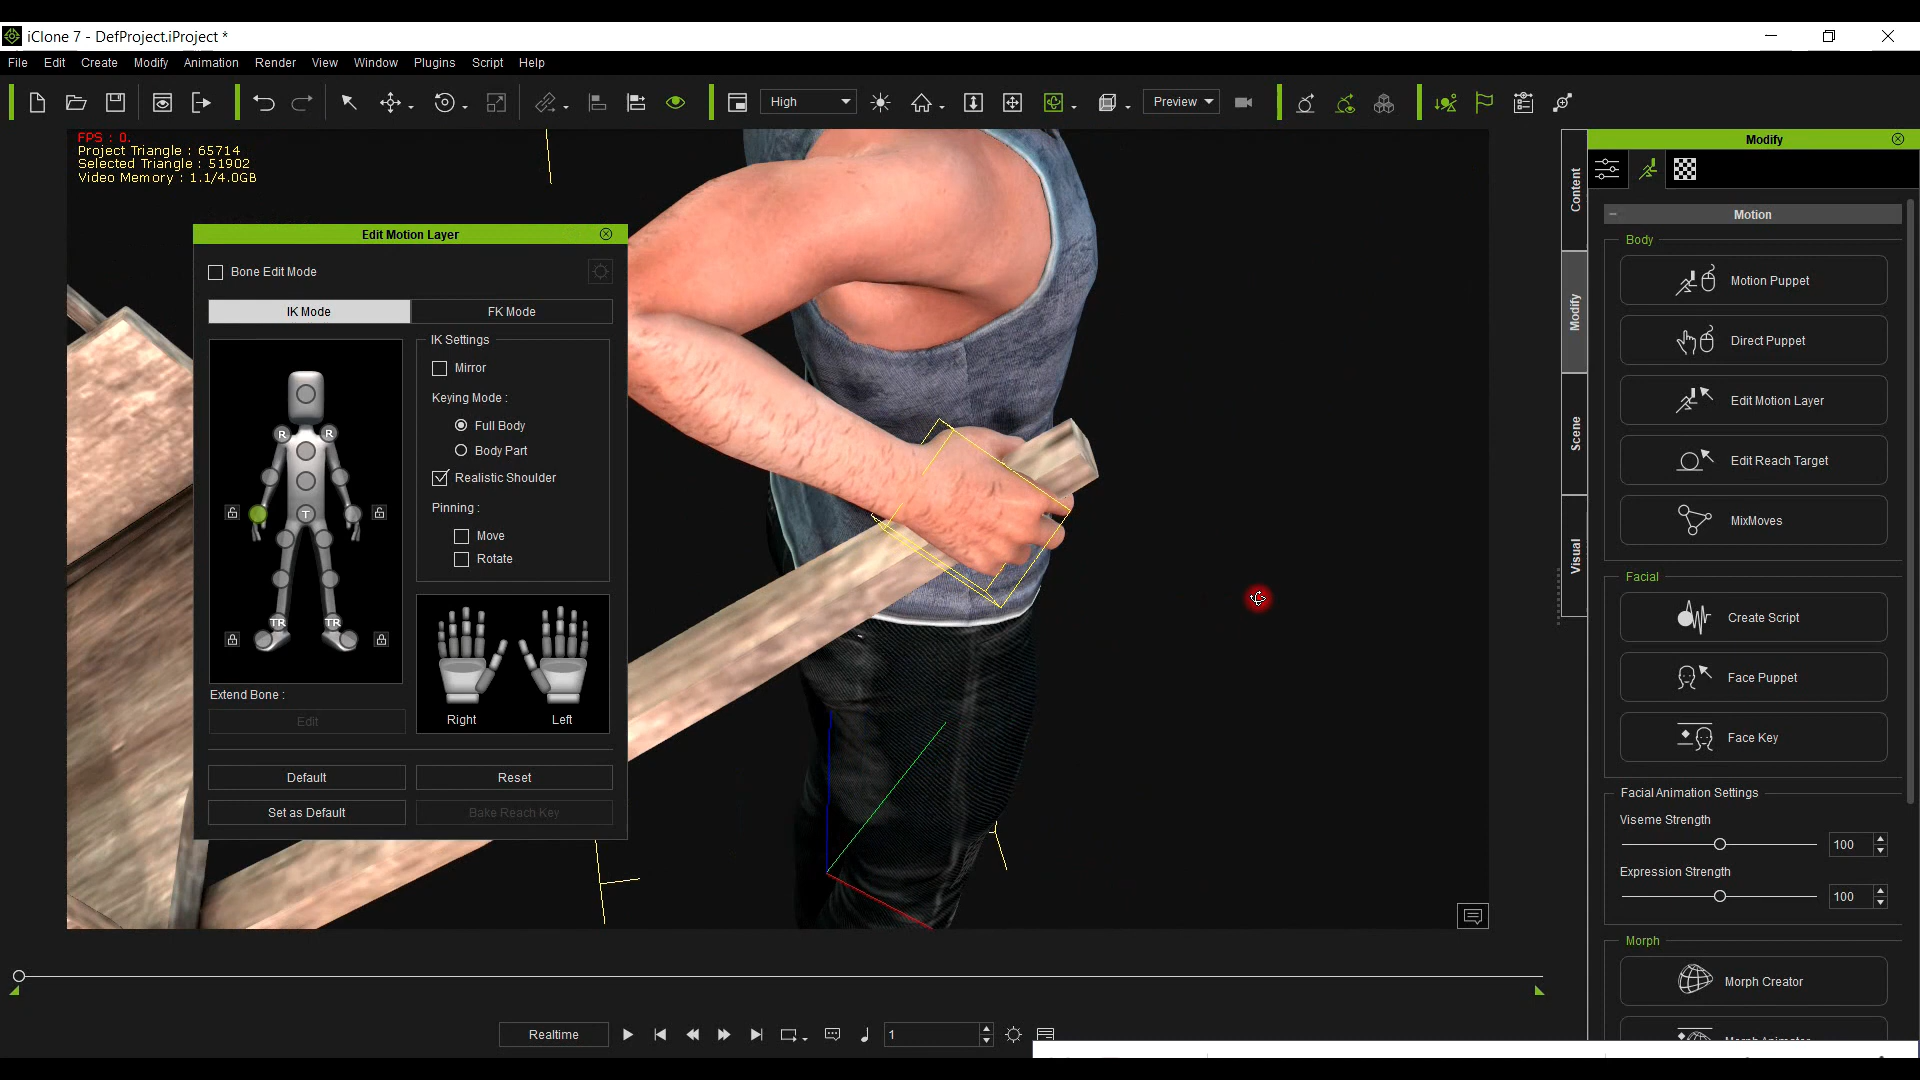 iClone 7 - DefProject.iProject *
File Edit Create Modify Animation Render View Window Plugins Script Help
High
Preview
FPS : 0.
Project Triangle : 65714
Selected Triangle : 51902
Video Memory : 1.1/4.0GB
Edit Motion Layer
Bone Edit Mode
IK Mode
FK Mode
IK Settings
Mirror
Keying Mode :
Full Body
Body Part
Realistic Shoulder
Pinning :
Move
Rotate
R R
T
TR TR
Right Left
Extend Bone :
Edit
Default
Reset
Set as Default
Bake Reach Key
Content
Modify
Scene
Visual
Modify
Motion
Body
Motion Puppet
Direct Puppet
Edit Motion Layer
Edit Reach Target
MixMoves
Facial
Create Script
Face Puppet
Face Key
Facial Animation Settings
Viseme Strength
100
Expression Strength
100
Morph
Morph Creator
Morph Animator
Realtime
1